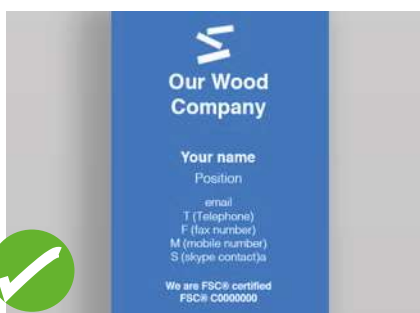 Our Wood
Company
Your name
Position
email
T (Telephone)
F (fax number)
M (mobile number)
S (skype contact)a
We are FSC® certified
FSC® C0000000